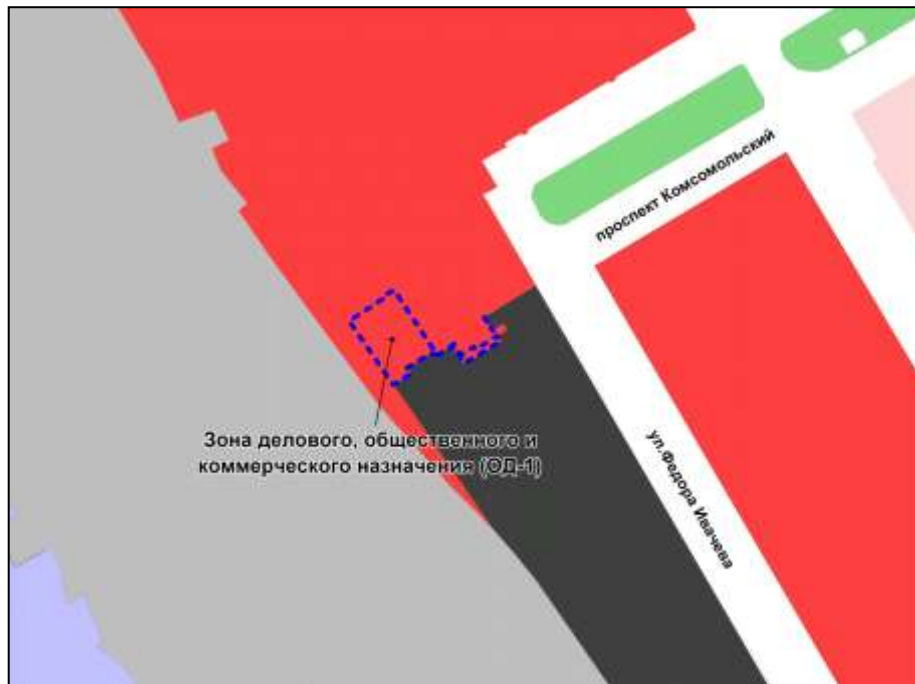 проспект Комсомольский
Зона делового, общественного и
коммерческого назначения (ОД-1)
ул.Федора Ивачева